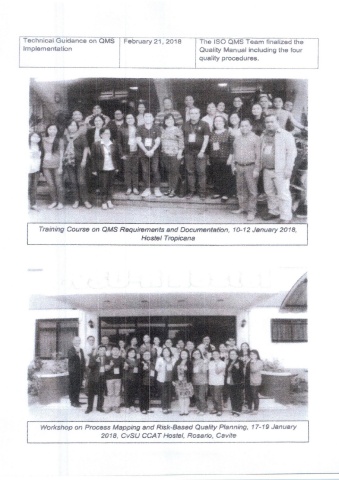 Technical Guidance on QMS
Implementation
February 21, 2018
The ISO QMS Team finalized the
Quality Manual including the four
quality procedures.
Training Course on QMS Requirements and Documentation, 10-12 January 2018,
Hostel Tropicana
Workshop on Process Mapping and Risk-Based Quality Planning, 17-19 January
2018, CvSU CCAT Hostel, Rosario, Cavite